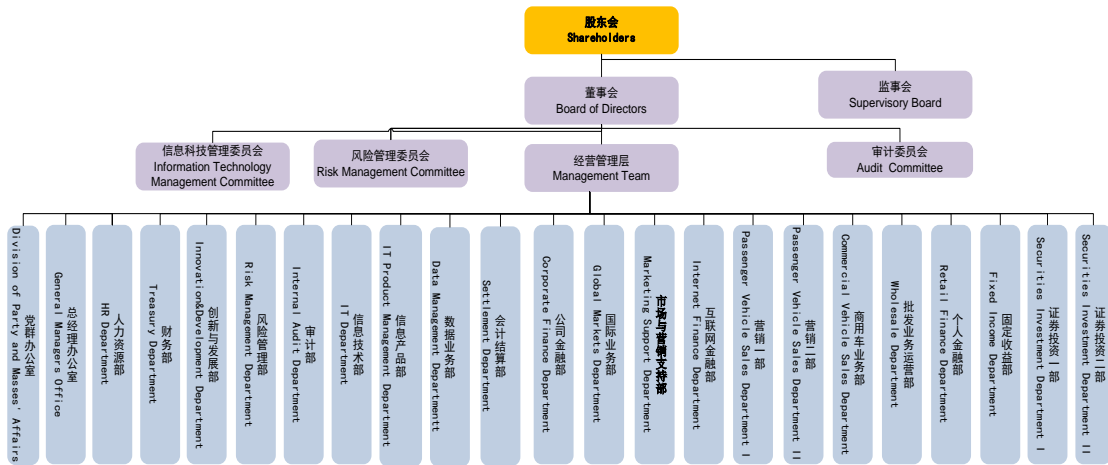 股东会
Shareholders
董事会
Board of Directors
监事会
Supervisory Board
信息科技管理委员会
Information Technology
Management Committee
风险管理委员会
Risk Management Committee
经营管理层
Management Team
审计委员会
Audit Committee
党群办公室
Division of Party and Masses' Affairs
总经理办公室
General Managers Office
人力资源部
HR Department
财务部
Treasury Department
创新与发展部
Innovation&Development Department
风险管理部
Risk Management Department
审计部
Internal Audit Department
信息技术部
IT Department
信息产品部
IT Product Management Department
数据业务部
Data Managementt Department
会计结算部
Settlement Department
公司金融部
Corporate Finance Department
国际业务部
Global Markets Department
市场与营销支持部
Marketing Support Department
互联网金融部
Internet Finance Department
营销一部
Passenger Vehicle Sales Department I
营销二部
Passenger Vehicle Sales Department II
商用车业务部
Commercial Vehicle Sales Department
批发业务运营部
Wholesale Department
个人金融部
Retail Finance Department
固定收益部
Fixed Income Department
证券投资一部
Securities Investment Department I
证券投资二部
Securities Investment Department II